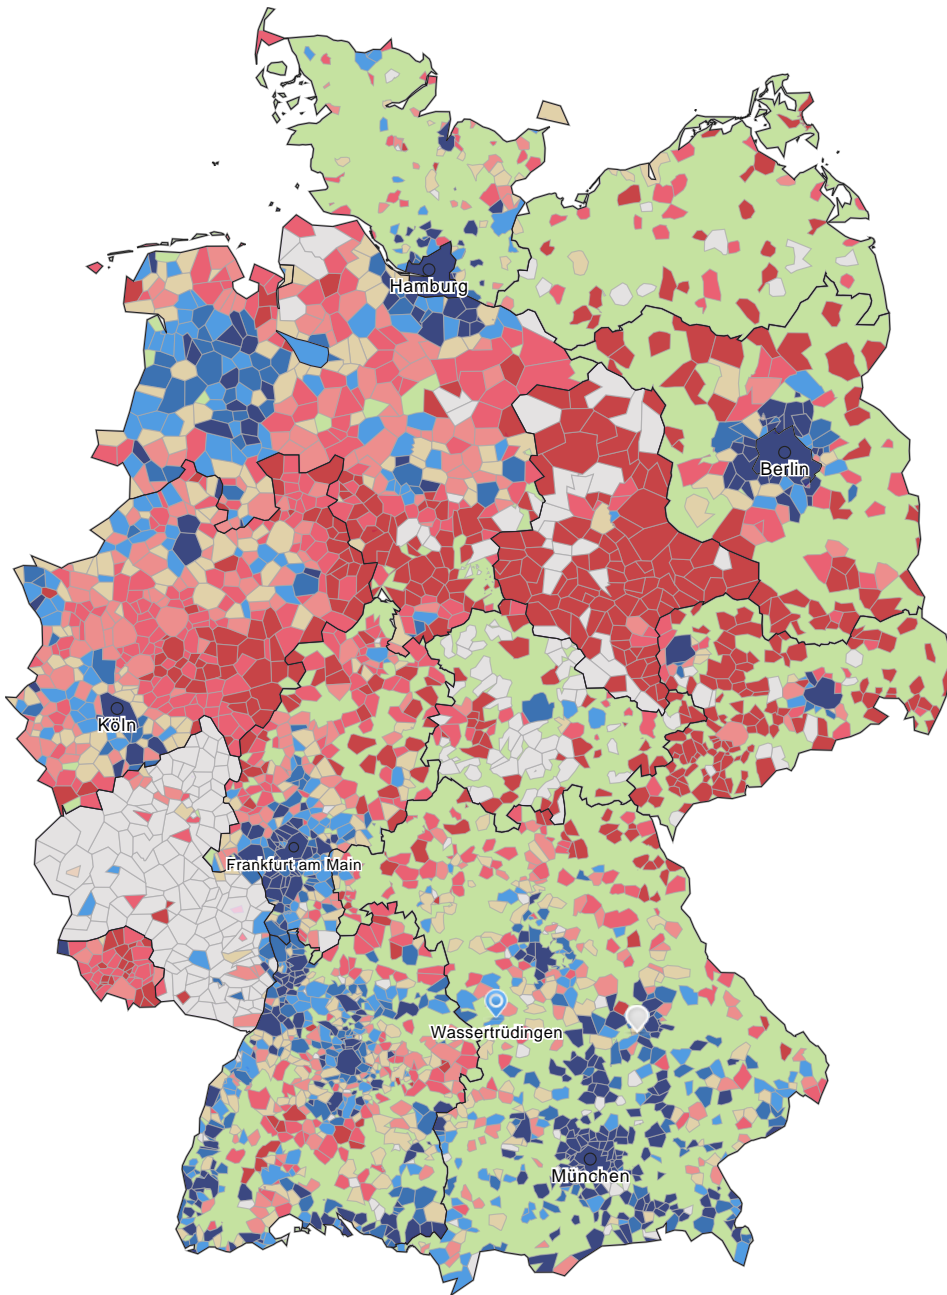 Hamburg
Berlin
Köln
Frankfurt am Main
Wassertrüdingen
München